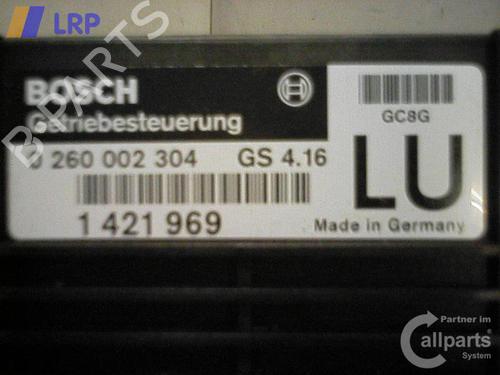 LRP
B-PARTS
BOSCH
Getriebesteuerung
0 260 002 304 GS 4.16
1 421 969
GC8G
LU
Made in Germany
Partner im
Callparts
System